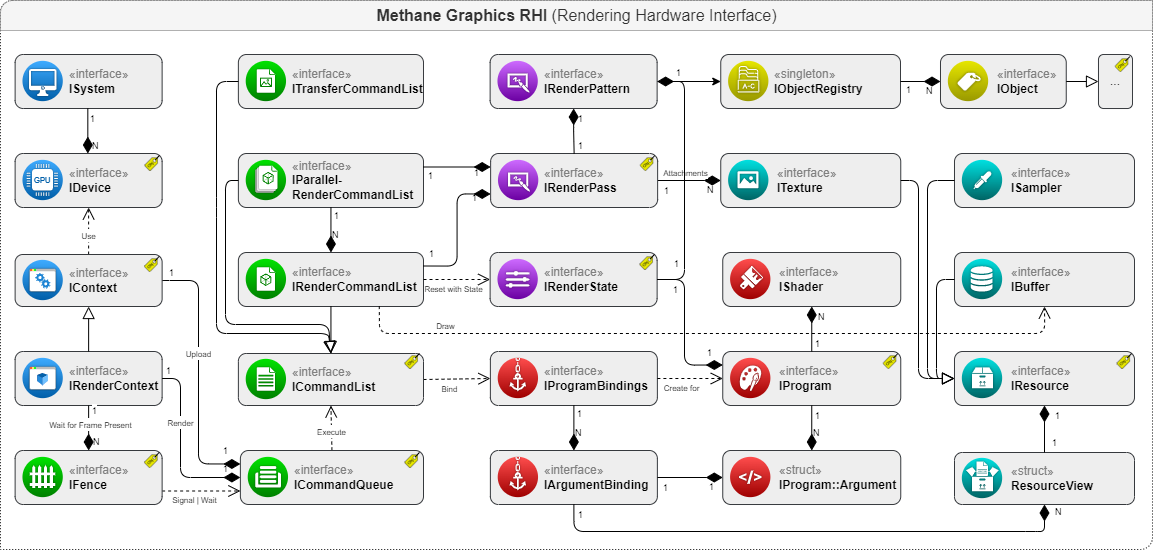 Methane Graphics RHI (Rendering Hardware Interface)
«interface»
ISystem
«interface»
ITransferCommandList
«interface»
IRenderPattern
1
«singleton»
IObjectRegistry
1
N
«interface»
IObject
...
1
N
1
«interface»
IDevice
«interface»
IParallel-
RenderCommandList
1
1
1
«interface»
IRenderPass
Attachments
1
N
«interface»
ITexture
«interface»
ISampler
Use
1
N
1
«interface»
IContext
1
«interface»
IRenderCommandList
Reset with State
«interface»
IRenderState
1
«interface»
IShader
N
«interface»
IBuffer
Draw
Upload
1
1
«interface»
IRenderContext
1
«interface»
ICommandList
Bind
«interface»
IProgramBindings
Create for
«interface»
IProgram
«interface»
IResource
1
Wait for Frame Present
N
Render
Execute
1
N
1
N
1
1
«interface»
IFence
Signal | Wait
1
1
«interface»
ICommandQueue
«interface»
IArgumentBinding
1
1
«struct»
IProgram::Argument
«struct»
ResourceView
1
N